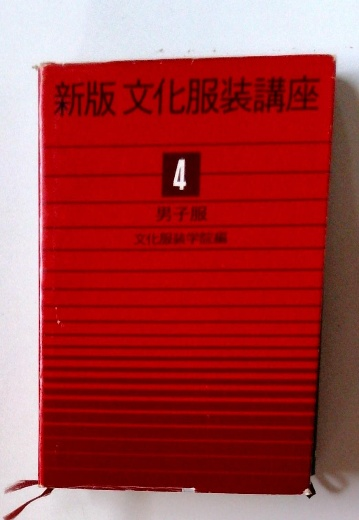 新版 文化服装講座
4
男子服
文化服装学院編